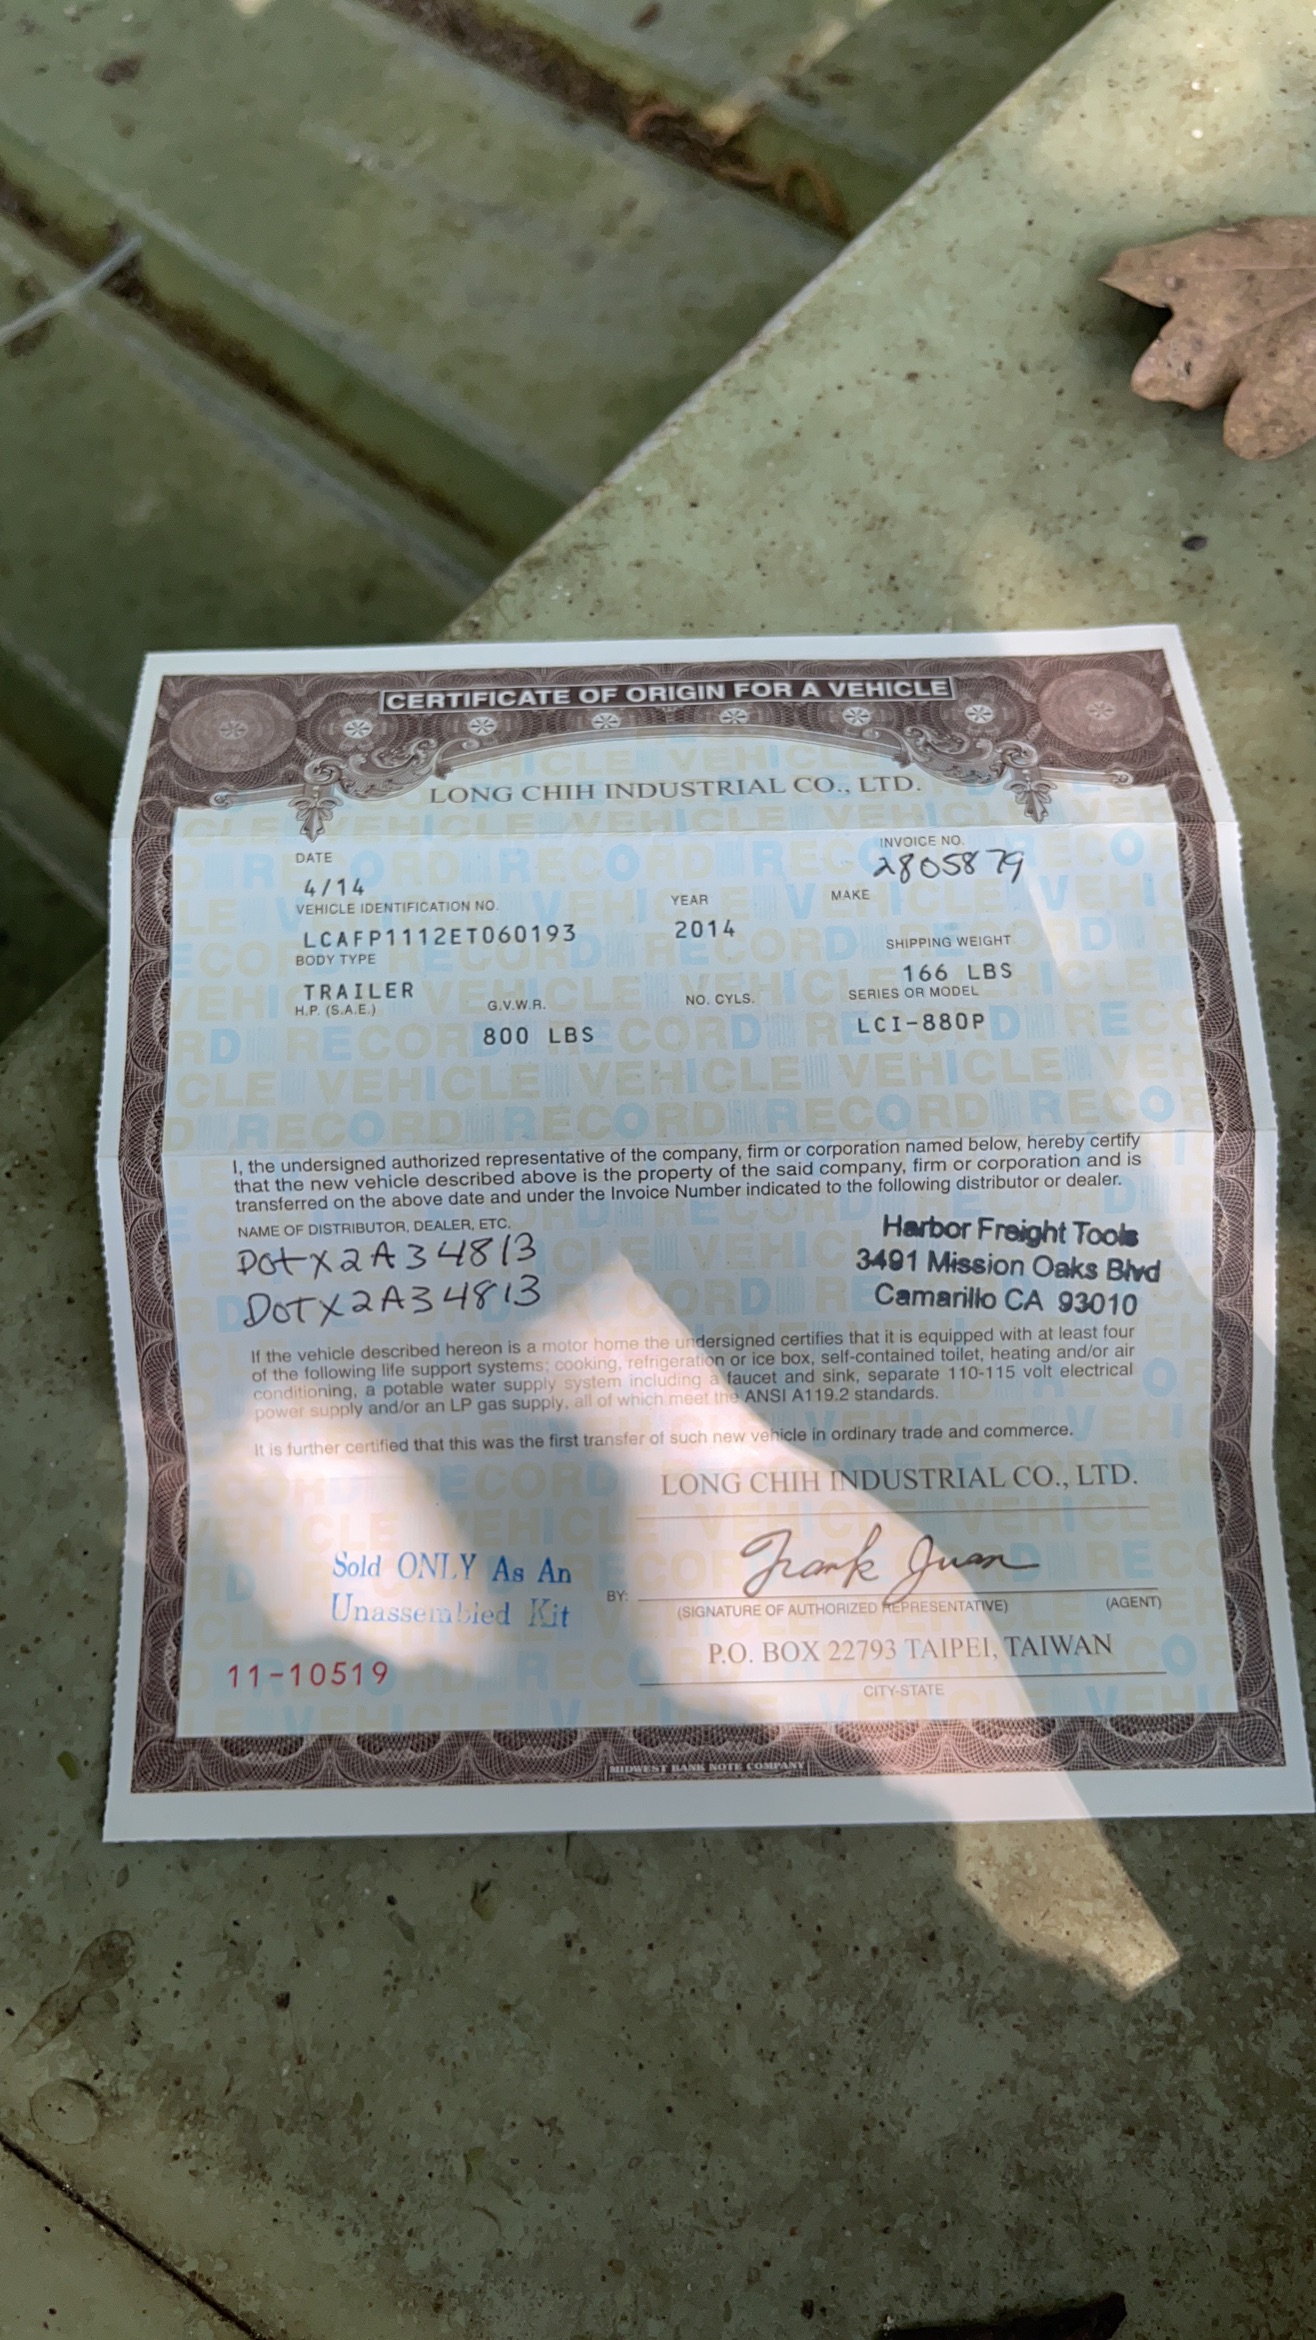 CERTIFICATE OF ORIGIN FOR A VEHICLE
LONG CHIH INDUSTRIAL CO., LTD.
DATE
4/14
INVOICE NO.
2805879
VEHICLE IDENTIFICATION NO.
LCAFP1112ET060193
YEAR
2014
MAKE
BODY TYPE
TRAILER
SHIPPING WEIGHT
166 LBS
H.P. (S.A.E.)
G.V.W.R.
800 LBS
NO. CYLS.
SERIES OR MODEL
LCI-880P
I, the undersigned authorized representative of the company, firm or corporation named below, hereby certify
that the new vehicle described above is the property of the said company, firm or corporation and is
transferred on the above date and under the Invoice Number indicated to the following distributor or dealer.
NAME OF DISTRIBUTOR, DEALER, ETC.
DotX2A34813
DOTX2A34813
Harbor Freight Tools
3491 Mission Oaks Blvd
Camarillo CA 93010
If the vehicle described hereon is a motor home the undersigned certifies that it is equipped with at least four
of the following life support systems; cooking, refrigeration or ice box, self-contained toilet, heating and/or air
conditioning, a potable water supply system including a faucet and sink, separate 110-115 volt electrical
power supply and/or an LP gas supply, all of which meet the ANSI A119.2 standards.
It is further certified that this was the first transfer of such new vehicle in ordinary trade and commerce.
LONG CHIH INDUSTRIAL CO., LTD.
Sold ONLY As An
Unassembled Kit
BY:
Frank Juan
(SIGNATURE OF AUTHORIZED REPRESENTATIVE)
(AGENT)
P.O. BOX 22793 TAIPEI, TAIWAN
CITY-STATE
11-10519
MIDWEST BANK NOTE COMPANY